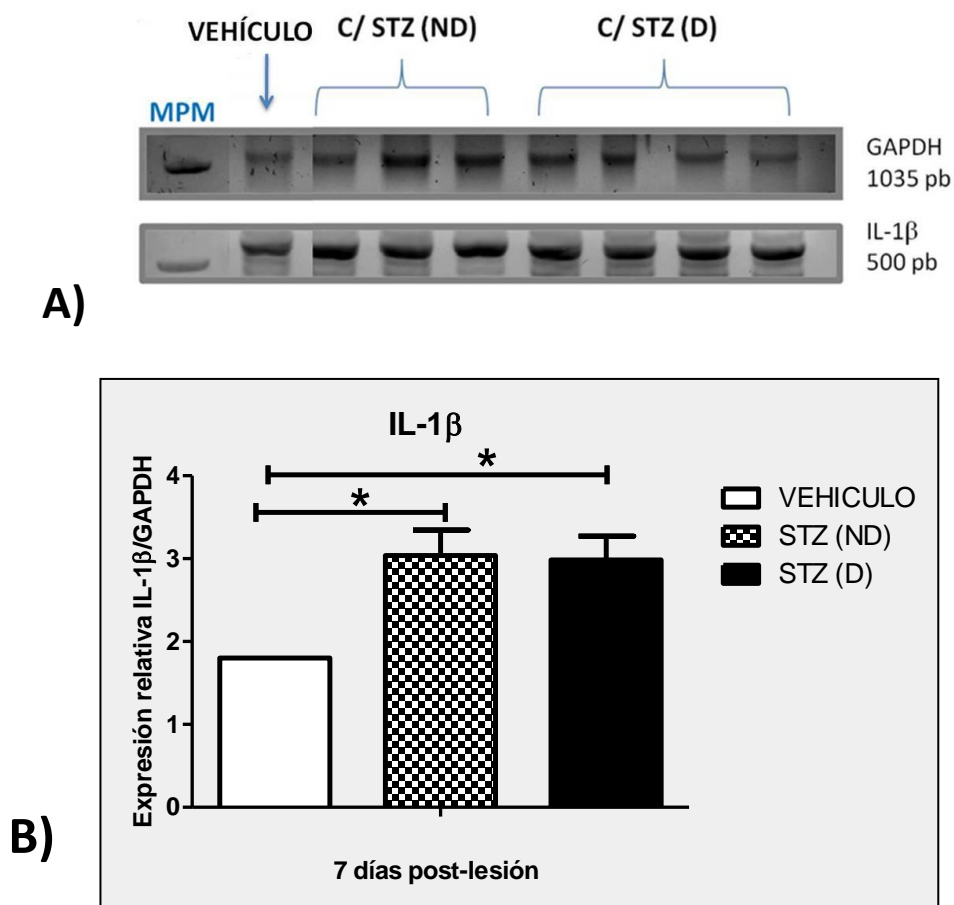 VEHÍCULO
C/ STZ (ND)
C/ STZ (D)
MPM
GAPDH
1035 pb
IL-1β
500 pb
A)
IL-1β
*
*
Expresión relativa IL-1β/GAPDH
4
3
2
1
0
VEHICULO
STZ (ND)
STZ (D)
7 días post-lesión
B)